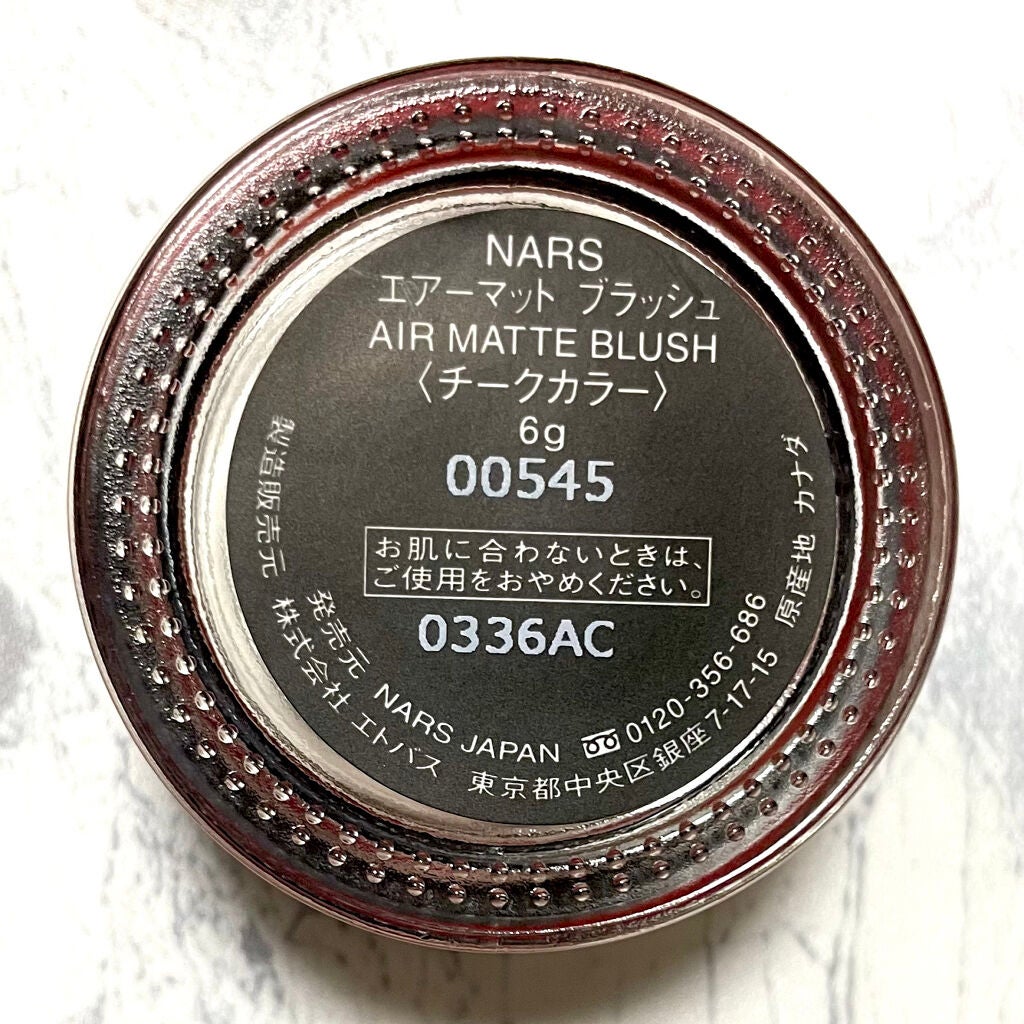 NARS
エアーマット ブラッシュ
AIR MATTE BLUSH
〈チークカラー〉
6g
00545
お肌に合わないときは、
ご使用をおやめください。
0336AC
発売元 NARS JAPAN 0120-356-686
製造販売元 株式会社 エトバス 東京都中央区銀座7-17-15 原産地 カナダ